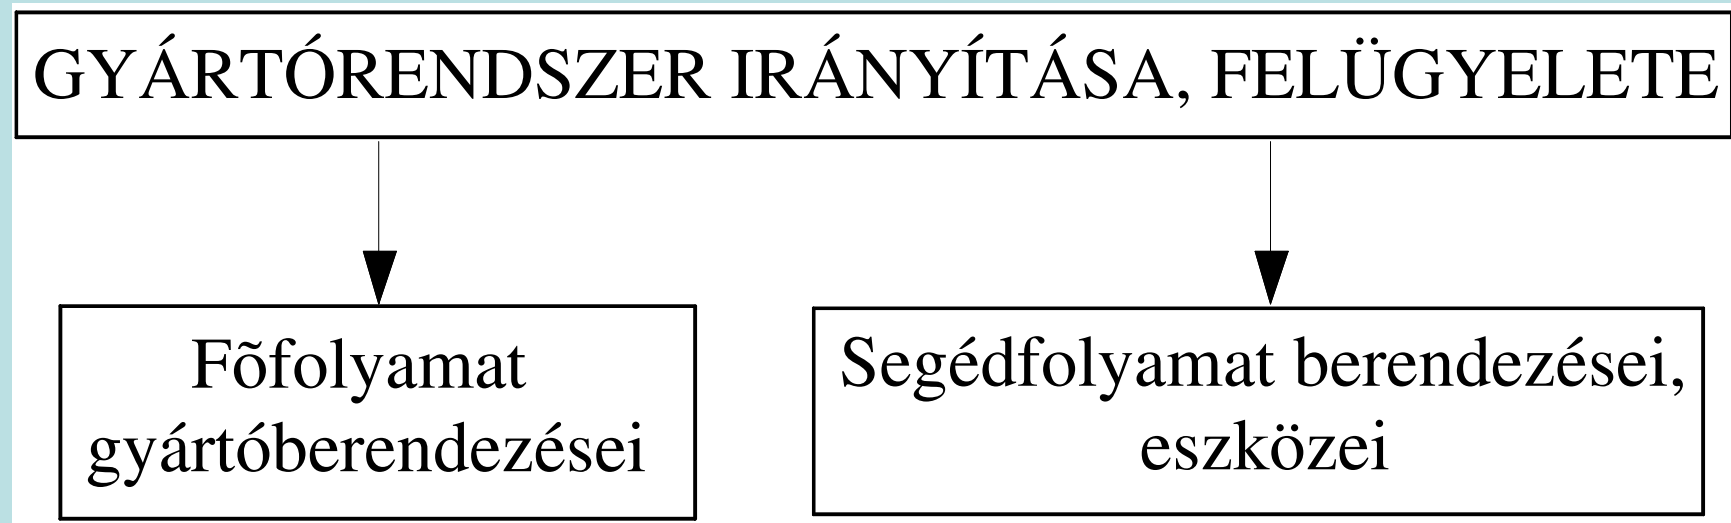 GYÁRTÓRENDSZER IRÁNYÍTÁSA, FELÜGYELETE
Fõfolyamat
gyártóberendezései
Segédfolyamat berendezései,
eszközei